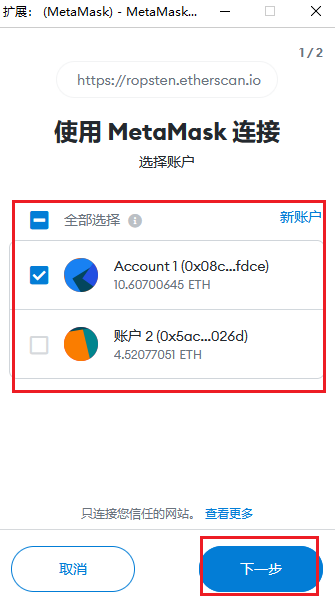 扩展： (MetaMask) - MetaMask...
1 / 2
https://ropsten.etherscan.io
使用 MetaMask 连接
选择账户
全部选择
新账户
Account 1 (0x08c...fdce)
10.60700645 ETH
账户 2 (0x5ac...026d)
4.52077051 ETH
只连接您信任的网站。 查看更多
取消
下一步